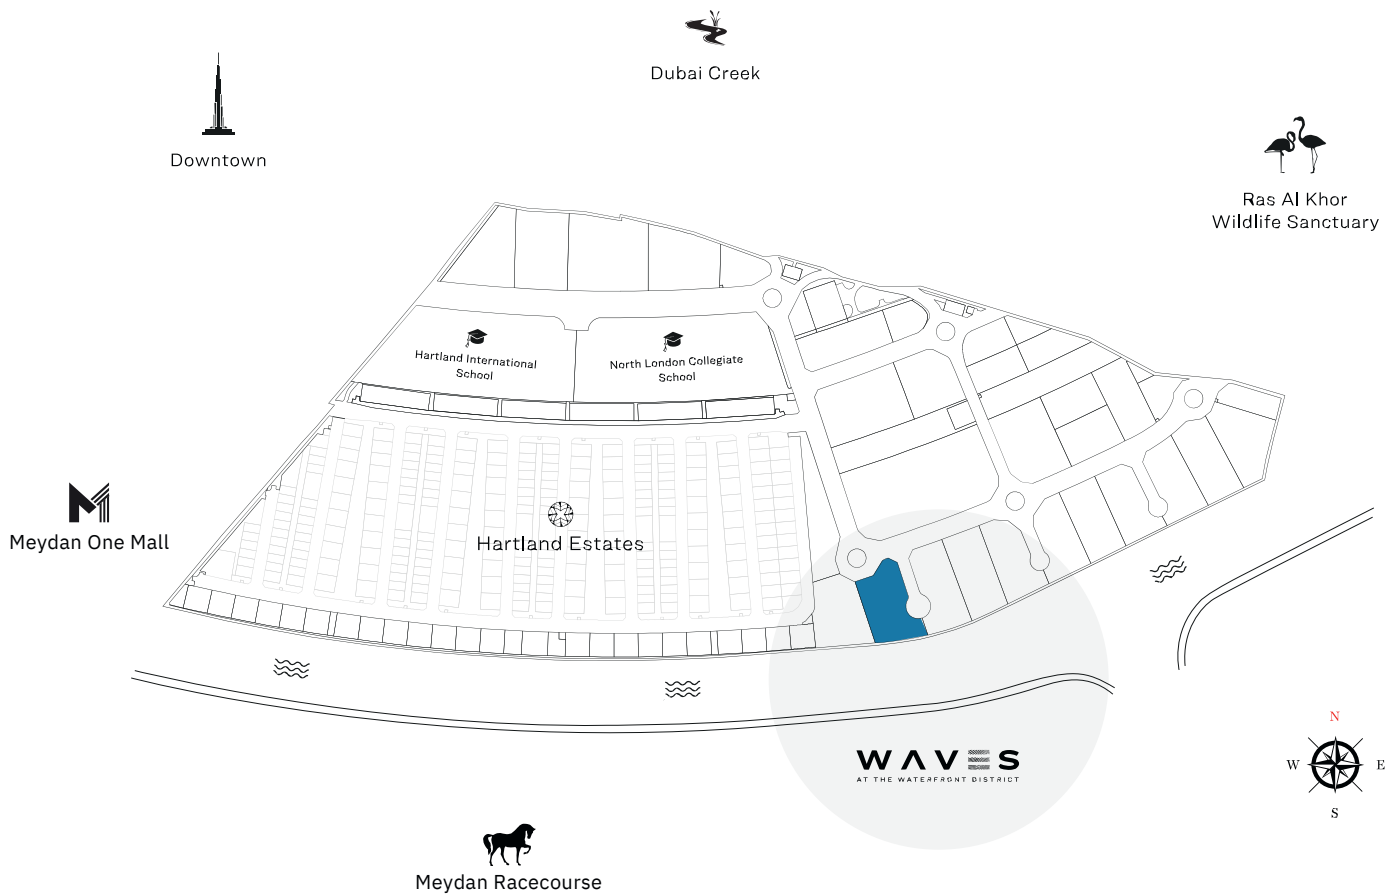 Dubai Creek
Downtown
Ras Al Khor
Wildlife Sanctuary
Hartland International
School
North London Collegiate
School
Meydan One Mall
Hartland Estates
WAVES
AT THE WATERFRONT DISTRICT
N
W
E
S
Meydan Racecourse